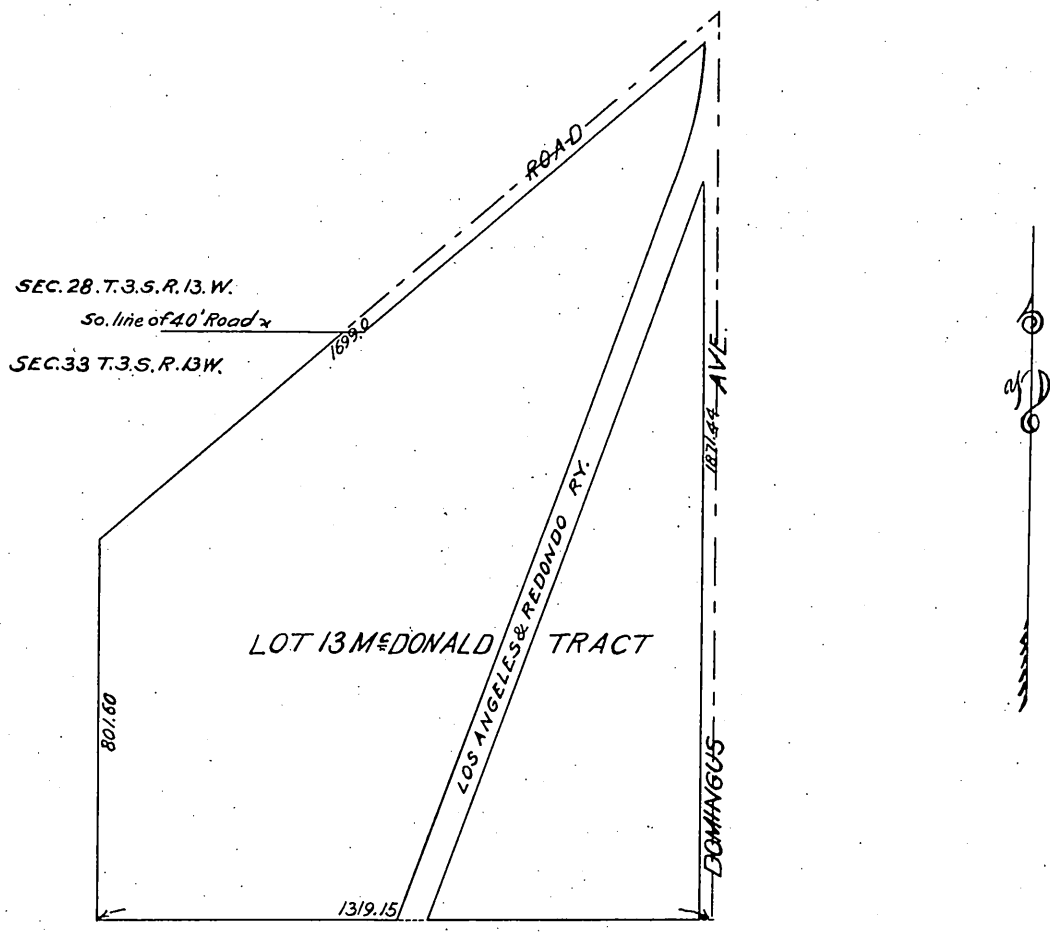 ROAD
SEC. 28. T. 3. S. R. 13. W.
So. line of 40' Road
SEC. 33 T. 3. S. R. 13 W.
1699.0
1871.44
AVE.
LOS ANGELES & REDONDO RY.
LOT 13 McDONALD TRACT
801.60
DOMINGUS
1319.15